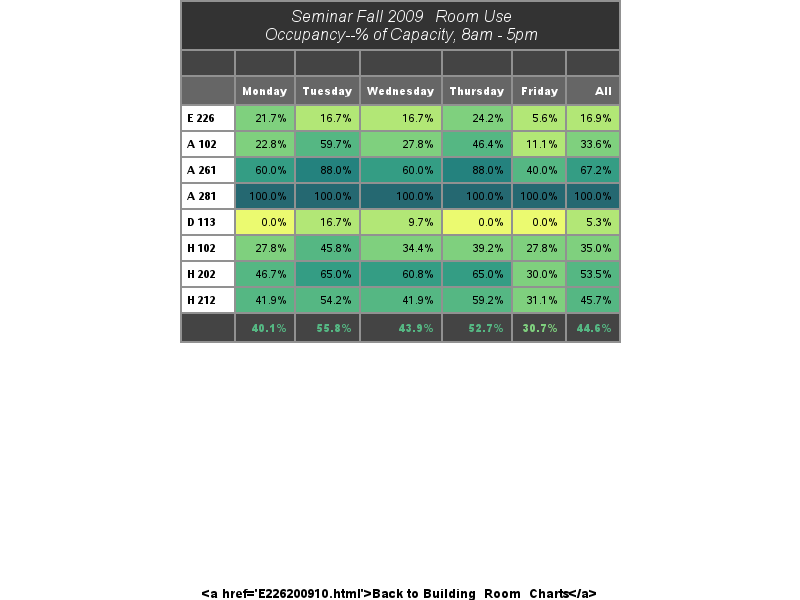 Seminar Fall 2009 Room Use
Occupancy--% of Capacity, 8am - 5pm
Monday Tuesday Wednesday Thursday Friday All
E 226 21.7% 16.7% 16.7% 24.2% 5.6% 16.9%
A 102 22.8% 59.7% 27.8% 46.4% 11.1% 33.6%
A 261 60.0% 88.0% 60.0% 88.0% 40.0% 67.2%
A 281 100.0% 100.0% 100.0% 100.0% 100.0% 100.0%
D 113 0.0% 16.7% 9.7% 0.0% 0.0% 5.3%
H 102 27.8% 45.8% 34.4% 39.2% 27.8% 35.0%
H 202 46.7% 65.0% 60.8% 65.0% 30.0% 53.5%
H 212 41.9% 54.2% 41.9% 59.2% 31.1% 45.7%
40.1% 55.8% 43.9% 52.7% 30.7% 44.6%
<a href='E226200910.html'>Back to Building Room Charts</a>